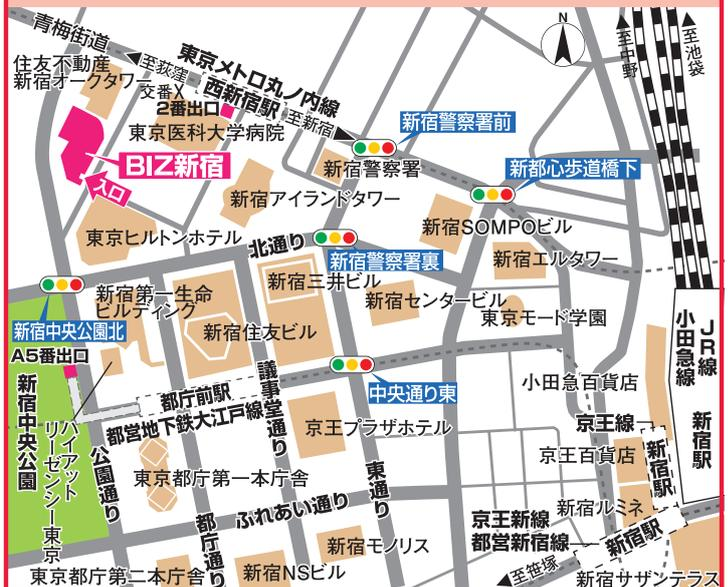 青梅街道
至荻窪
東京メトロ丸ノ内線
西新宿駅
至新宿
N
至中野
至池袋
住友不動産
新宿オークタワー
交番X
2番出口
東京医科大学病院
新宿警察署前
新宿警察署
新都心歩道橋下
BIZ新宿
入口
新宿アイランドタワー
新宿SOMPOビル
東京ヒルトンホテル
北通り
新宿警察署裏
新宿エルタワー
新宿三井ビル
新宿第一生命
ビルディング
新宿センタービル
新宿中央公園北
新宿住友ビル
東京モード学園
JR線
小田急線
新宿駅
A5番出口
新宿中央公園
議事堂通り
中央通り東
小田急百貨店
都庁前駅
都営地下鉄大江戸線
京王プラザホテル
京王線
新宿駅
京王百貨店
ハイアット
リーゼンシー東京
公園通り
東京都庁第一本庁舎
東通り
ふれあい通り
都庁通り
新宿ルミネ
京王新線
都営新宿線
新宿駅
新宿モノリス
東京都庁第二本庁舎
新宿NSビル
至笹塚
新宿サザンテラス